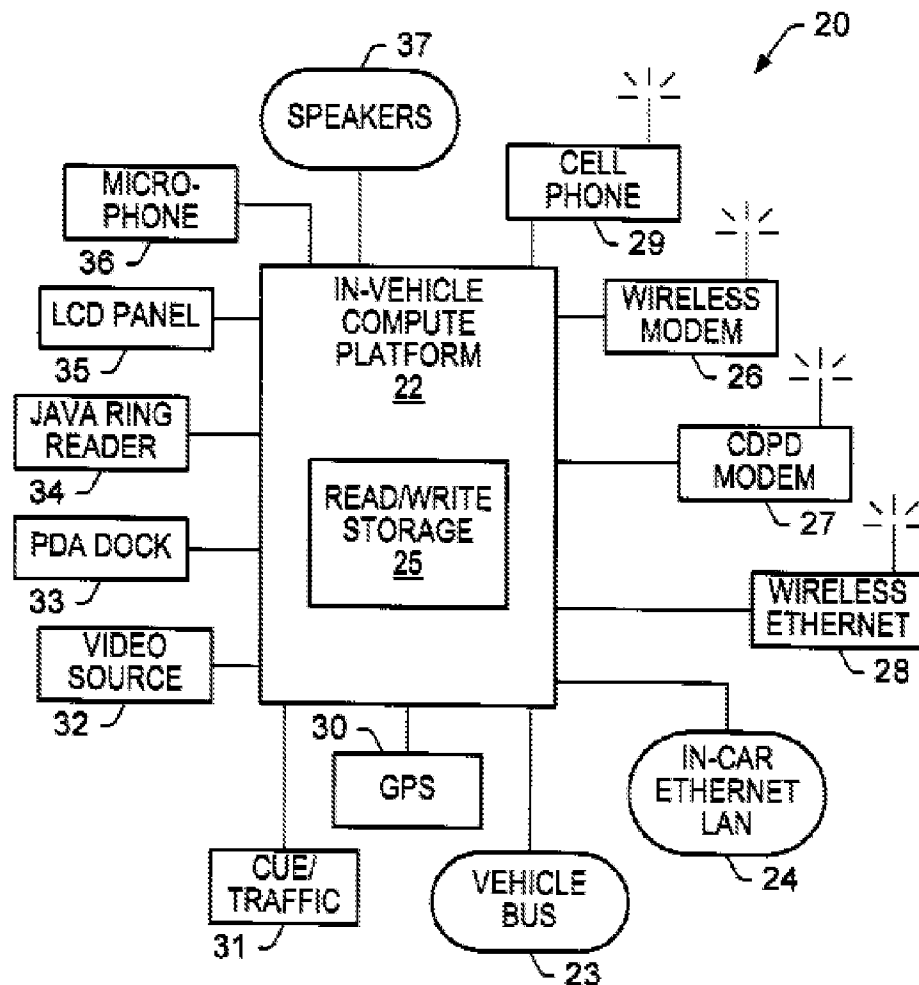 20
37
SPEAKERS
CELL
PHONE
29
MICRO-
PHONE
36
IN-VEHICLE
COMPUTE
PLATFORM
22
WIRELESS
MODEM
26
LCD PANEL
35
JAVA RING
READER
34
CDPD
MODEM
27
READ/WRITE
STORAGE
25
PDA DOCK
33
WIRELESS
ETHERNET
28
VIDEO
SOURCE
32
30
GPS
IN-CAR
ETHERNET
LAN
24
CUE/
TRAFFIC
31
VEHICLE
BUS
23